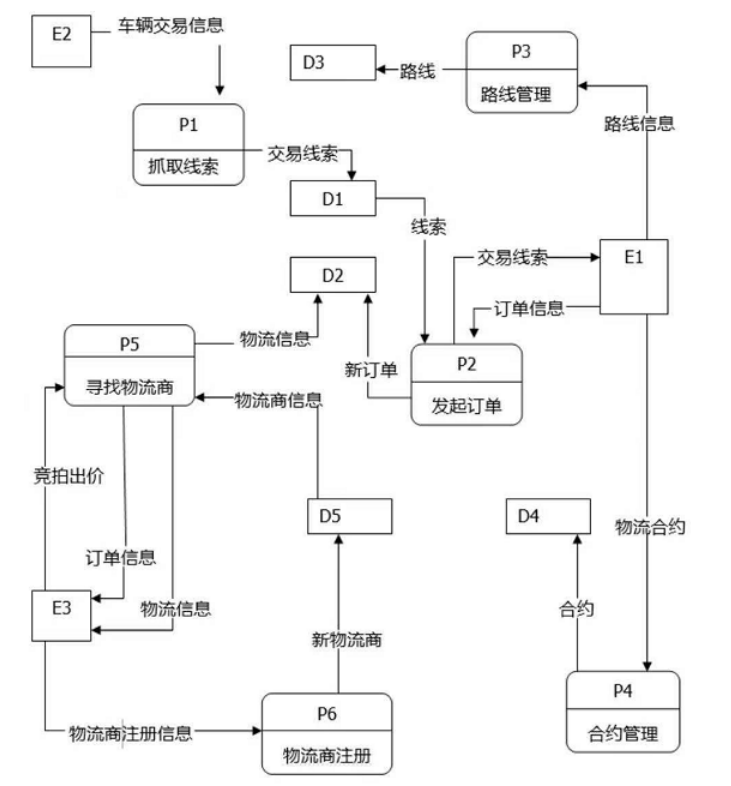 E2
车辆交易信息
D3
路线
P3
路线管理
P1
抓取线索
交易线索
路线信息
D1
线索
D2
交易线索
E1
订单信息
P5
寻找物流商
物流信息
新订单
P2
发起订单
物流商信息
竞拍出价
D5
D4
物流合约
订单信息
E3
物流信息
合约
新物流商
P4
合约管理
P6
物流商注册
物流商注册信息